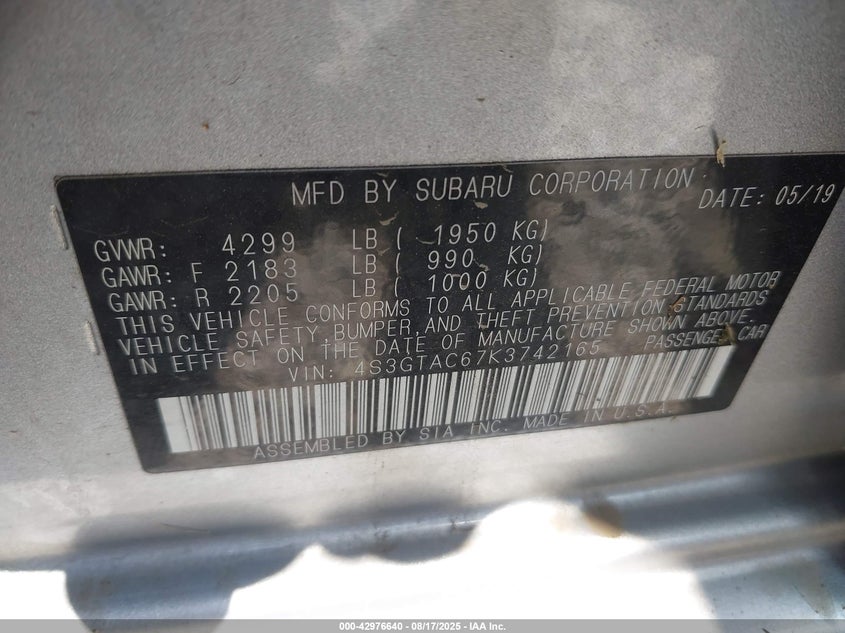 MFD BY SUBARU CORPORATION
DATE: 05/19
GVWR: 4299 LB ( 1950 KG)
GAWR: F 2183 LB ( 990 KG)
GAWR: R 2205 LB ( 1000 KG)
THIS VEHICLE CONFORMS TO ALL APPLICABLE FEDERAL MOTOR
VEHICLE SAFETY,BUMPER,AND THEFT PREVENTION STANDARDS
IN EFFECT ON THE DATE OF MANUFACTURE SHOWN ABOVE.
VIN: 4S3GTAC67K3742165 PASSENGER CAR
ASSEMBLED BY SIA INC. MADE IN U.S.A.
000-42976640 - 08/17/2025 - IAA Inc.